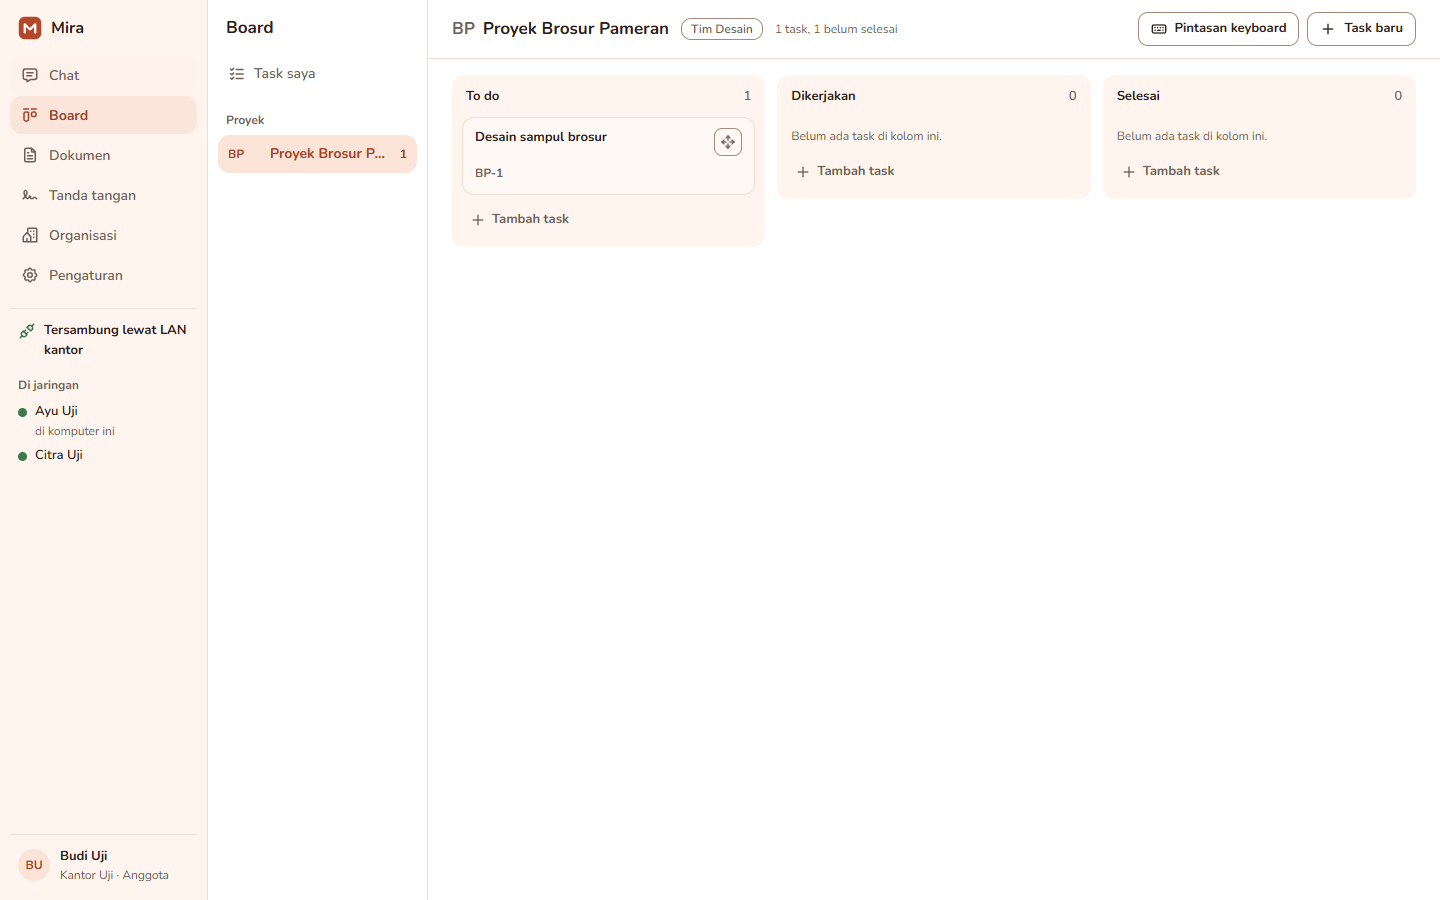 Mira
Chat
Board
Dokumen
Tanda tangan
Organisasi
Pengaturan
Tersambung lewat LAN
kantor
Di jaringan
Ayu Uji
di komputer ini
Citra Uji
BU
Budi Uji
Kantor Uji · Anggota
Board
Task saya
Proyek
BP Proyek Brosur P... 1
BP Proyek Brosur Pameran Tim Desain 1 task, 1 belum selesai
Pintasan keyboard
Task baru
To do 1
Desain sampul brosur
BP-1
Tambah task
Dikerjakan 0
Belum ada task di kolom ini.
Tambah task
Selesai 0
Belum ada task di kolom ini.
Tambah task